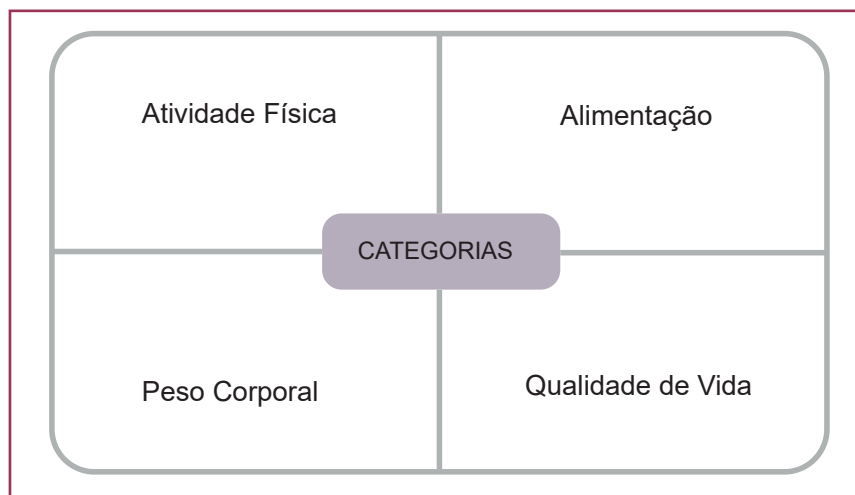 Atividade Física
Alimentação
CATEGORIAS
Peso Corporal
Qualidade de Vida